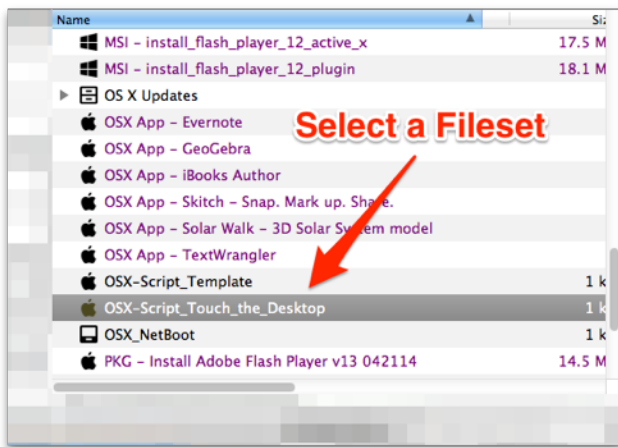 Name Siz
MSI - install_flash_player_12_active_x 17.5 M
MSI - install_flash_player_12_plugin 18.1 M
OS X Updates
OSX App - Evernote
Select a Fileset
OSX App - GeoGebra
OSX App - iBooks Author
OSX App - Skitch - Snap. Mark up. Share.
OSX App - Solar Walk - 3D Solar System model
OSX App - TextWrangler
OSX-Script_Template 1 k
OSX-Script_Touch_the_Desktop 1 k
OSX_NetBoot 1 k
PKG - Install Adobe Flash Player v13 042114 14.5 M